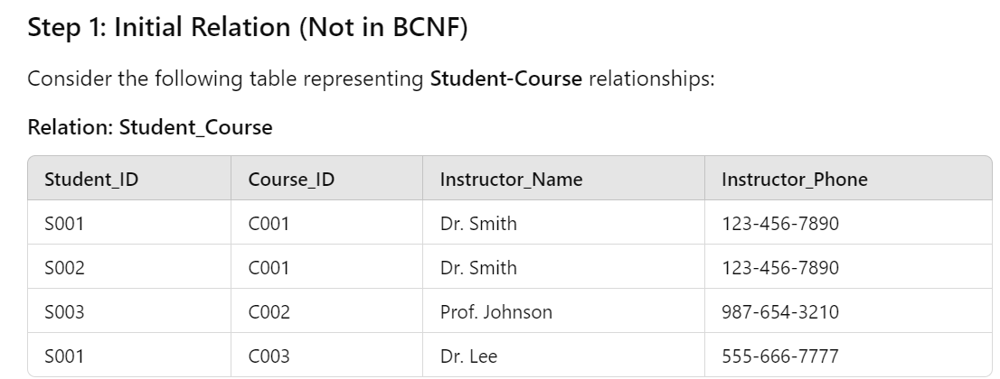 Step 1: Initial Relation (Not in BCNF)
Consider the following table representing Student-Course relationships:
Relation: Student_Course
Student_ID Course_ID Instructor_Name Instructor_Phone
S001 C001 Dr. Smith 123-456-7890
S002 C001 Dr. Smith 123-456-7890
S003 C002 Prof. Johnson 987-654-3210
S001 C003 Dr. Lee 555-666-7777